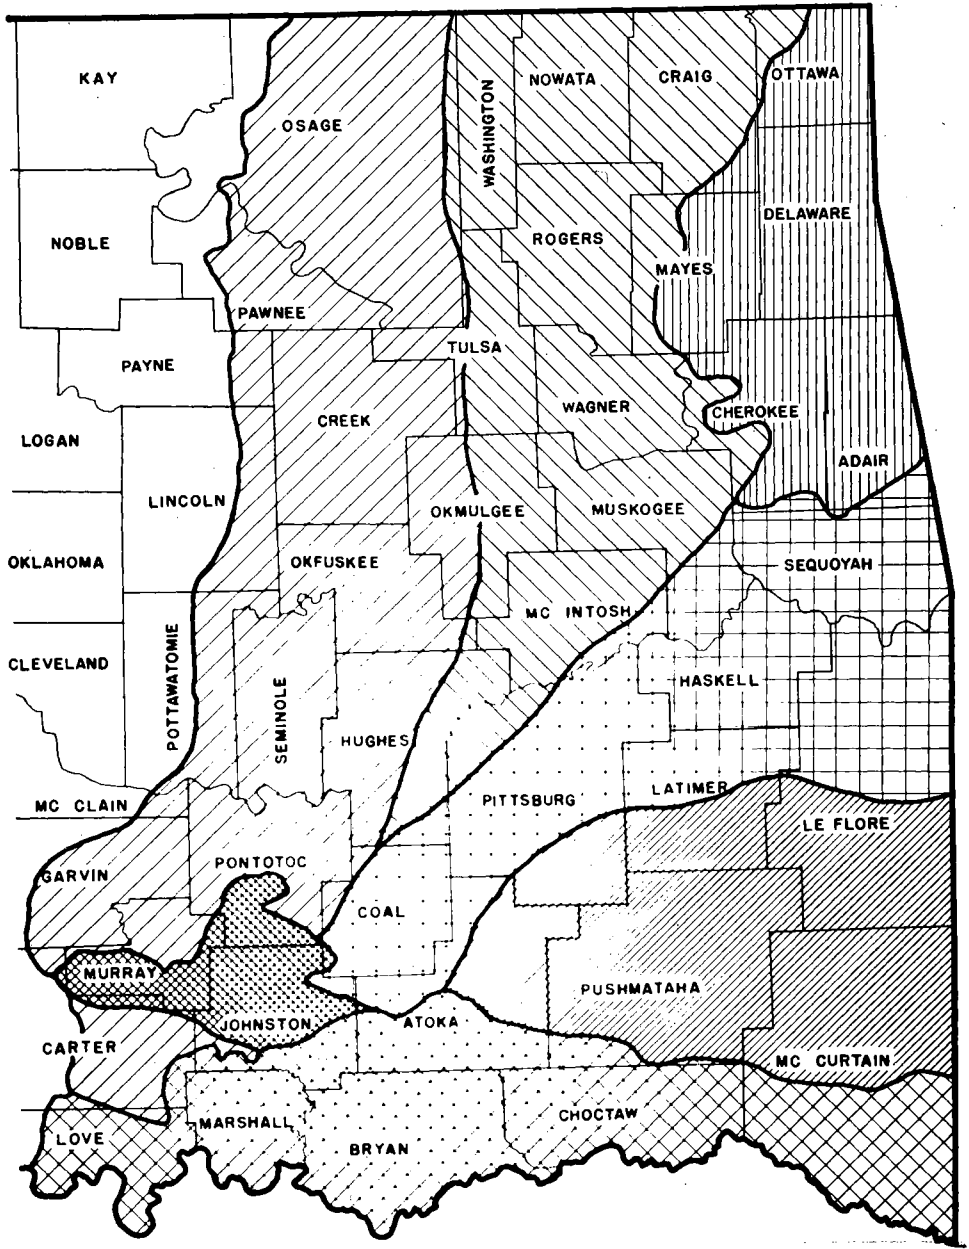 KAY
OSAGE
WASHINGTON
NOWATA
CRAIG
OTTAWA
NOBLE
ROGERS
DELAWARE
MAYES
PAWNEE
PAYNE
TULSA
CREEK
WAGNER
CHEROKEE
LOGAN
ADAIR
LINCOLN
OKMULGEE
MUSKOGEE
OKLAHOMA
OKFUSKEE
SEQUOYAH
MC INTOSH
CLEVELAND
POTTAWATOMIE
SEMINOLE
HASKELL
HUGHES
MC CLAIN
PITTSBURG
LATIMER
LE FLORE
GARVIN
PONTOTOC
COAL
MURRAY
PUSHMATAHA
JOHNSTON
ATOKA
CARTER
MC CURTAIN
LOVE
MARSHALL
BRYAN
CHOCTAW